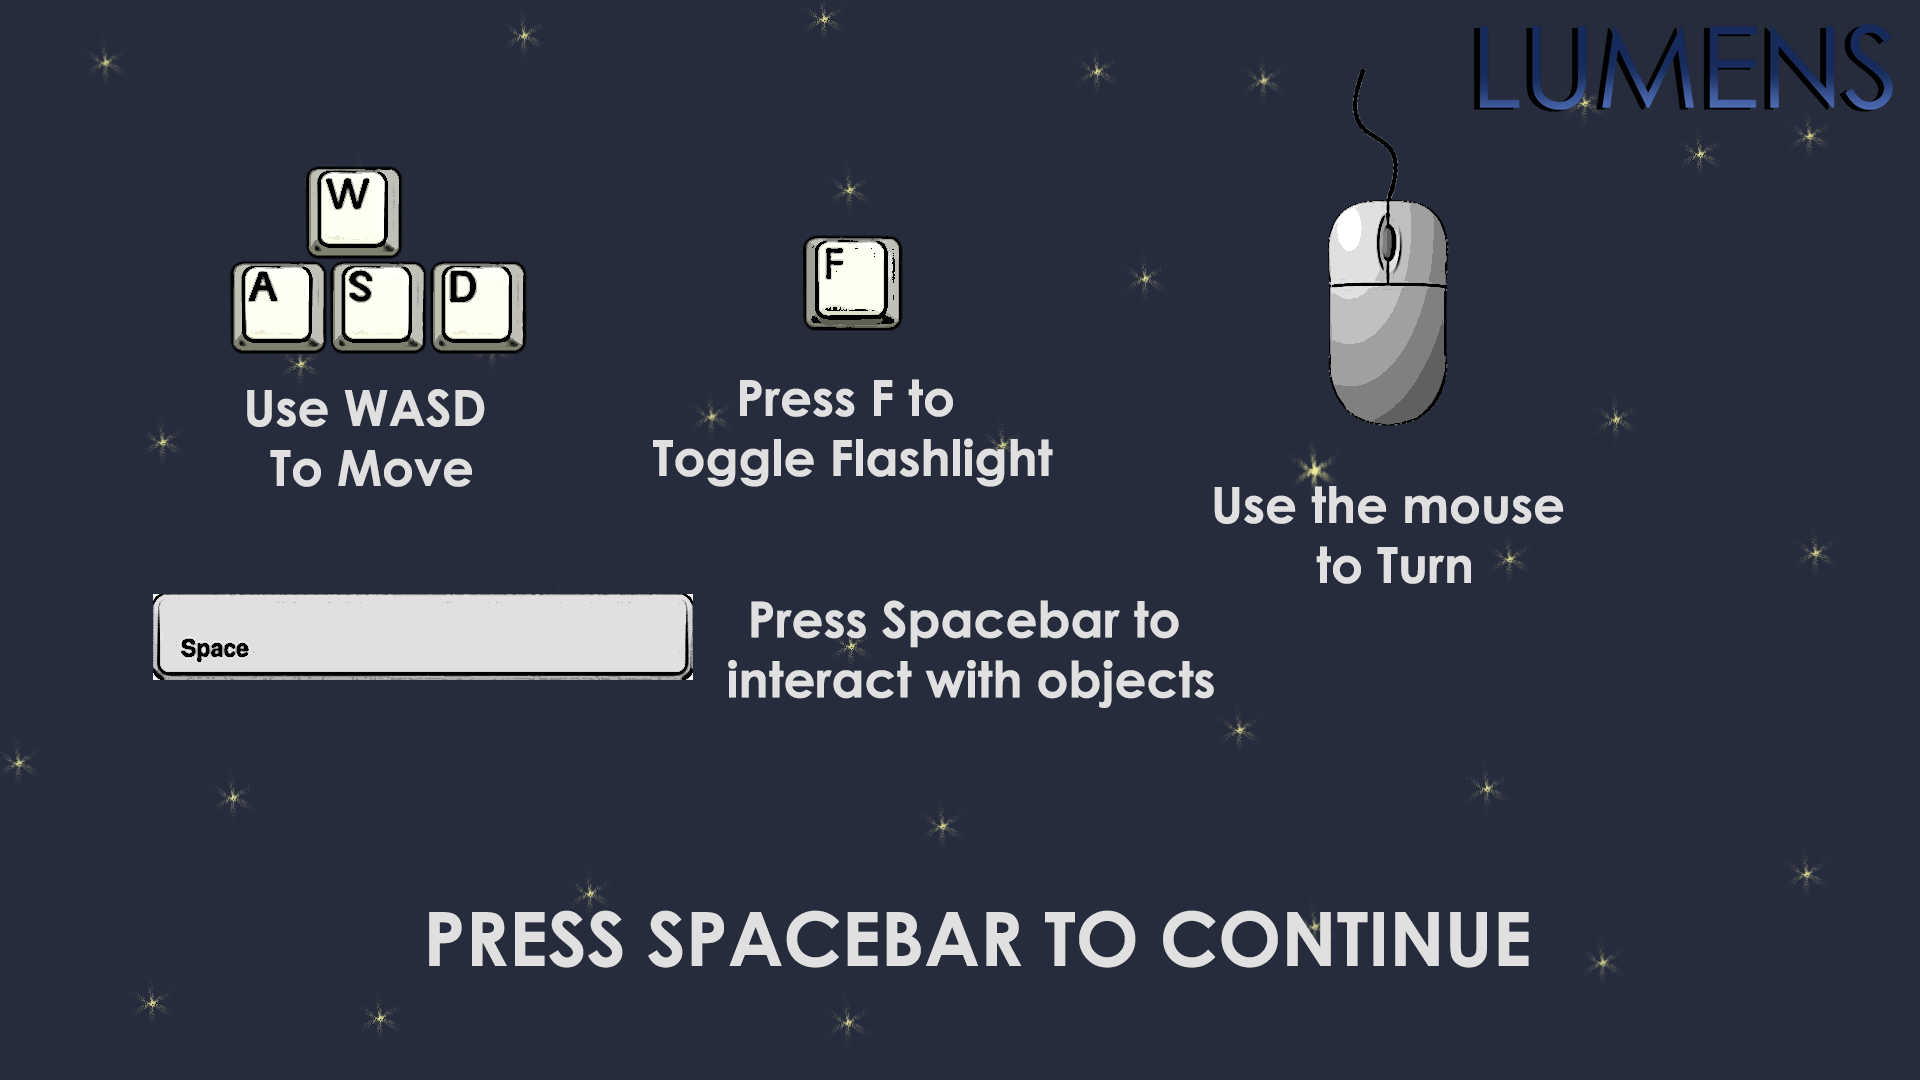 LUMENS
W
A S D
Use WASD
To Move
F
Press F to
Toggle Flashlight
Use the mouse
to Turn
Space
Press Spacebar to
interact with objects
PRESS SPACEBAR TO CONTINUE